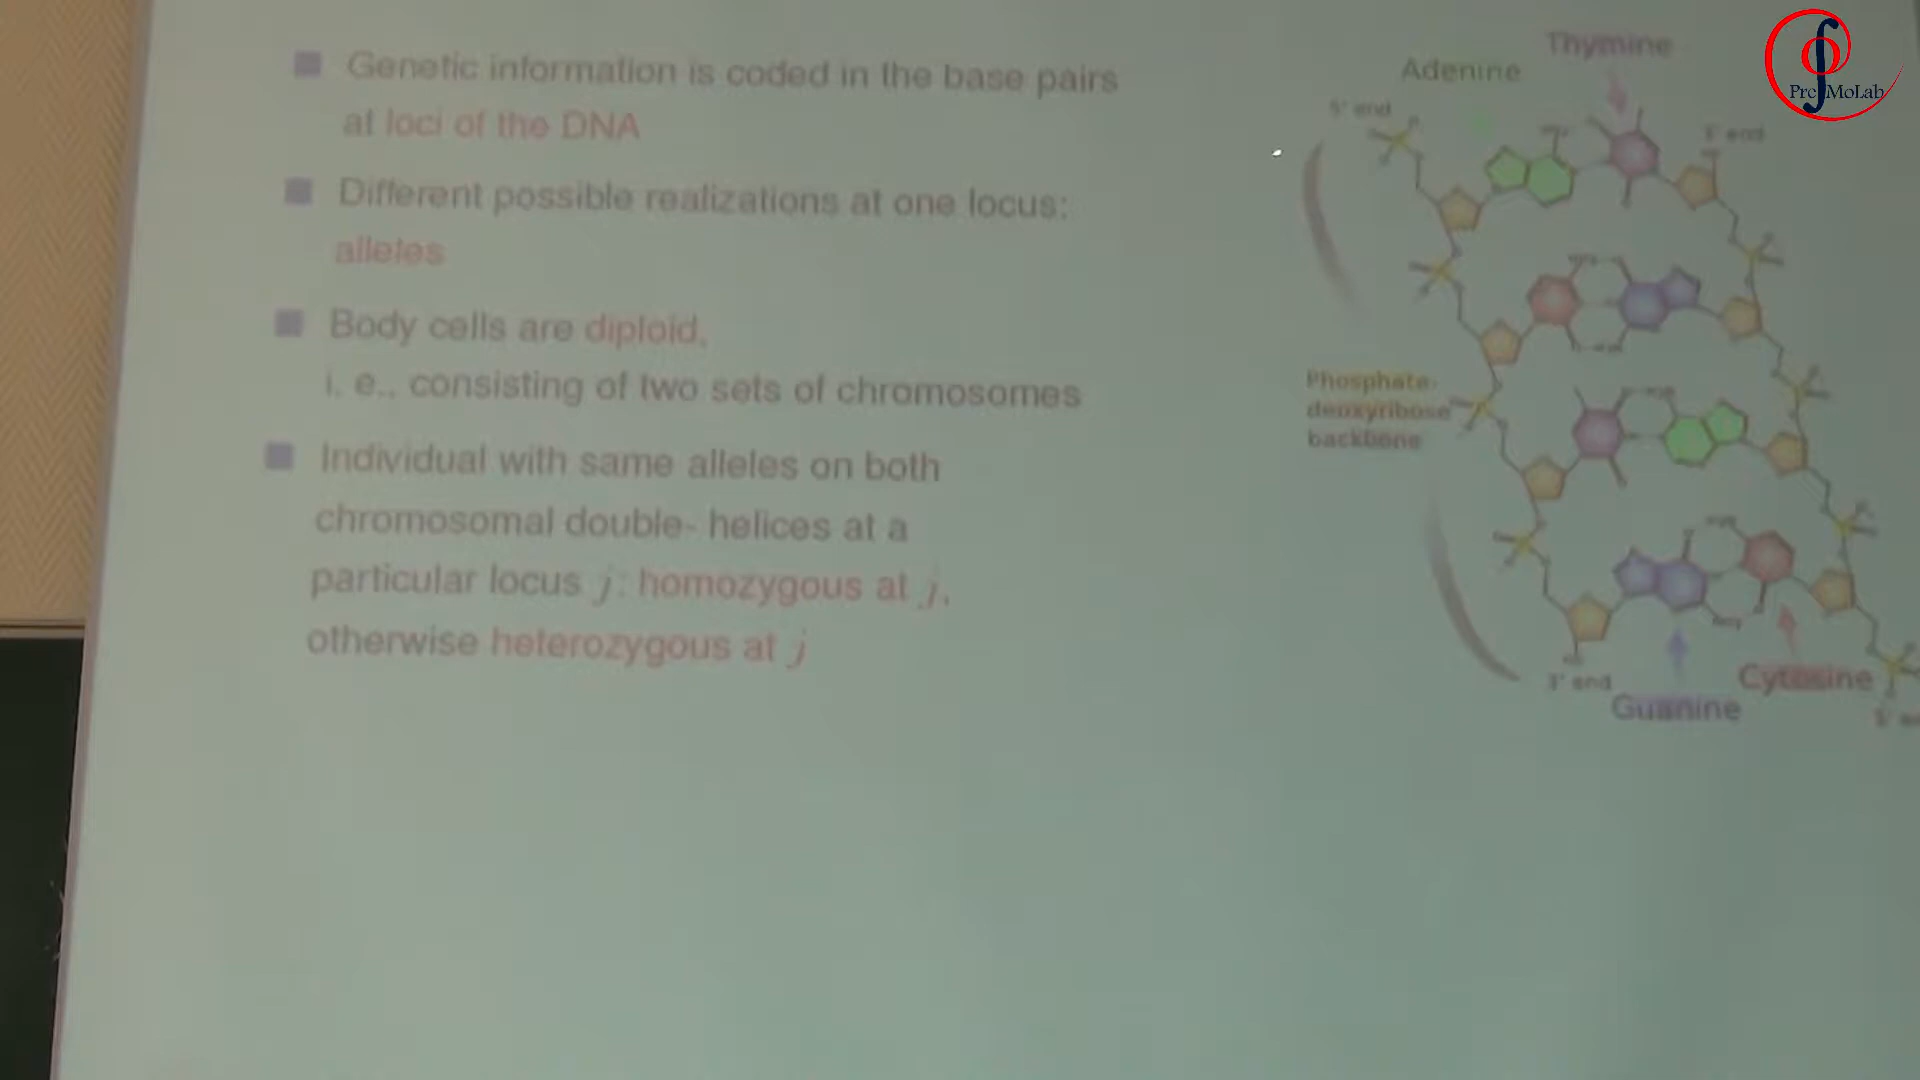 Genetic information is coded in the base pairs
at loci of the DNA
Different possible realizations at one locus:
alleles
Body cells are diploid,
i. e., consisting of two sets of chromosomes
Individual with same alleles on both
chromosomal double- helices at a
particular locus j: homozygous at j,
otherwise heterozygous at j
Thymine
Adenine
5' end
3' end
Phosphate-
deoxyribose
backbone
3' end
Cytosine
Guanine
PreMoLab